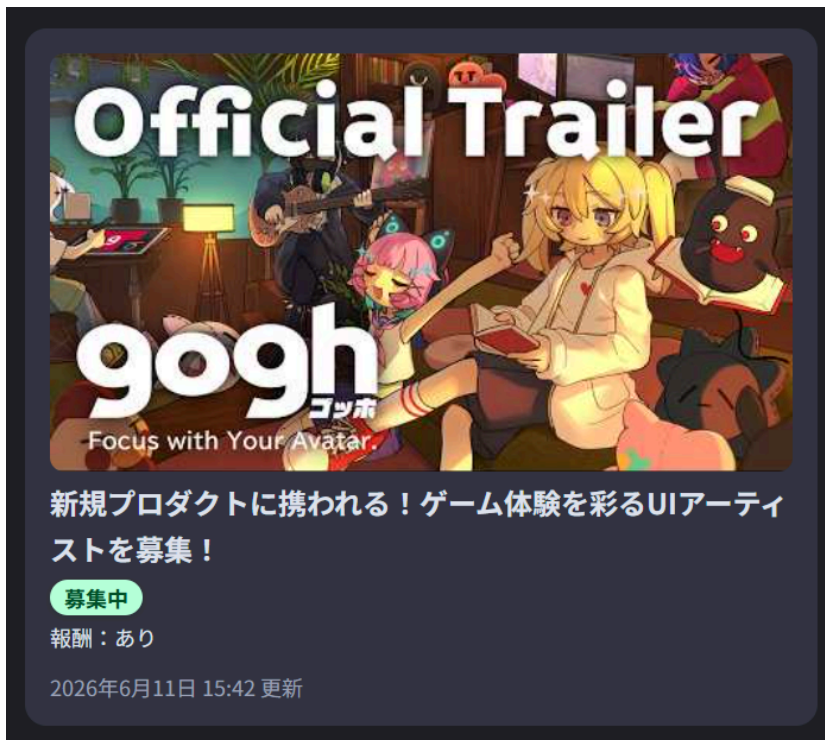 Official Trailer
gogh
ゴッホ
Focus with Your Avatar.
新規プロダクトに携われる！ゲーム体験を彩るUIアーティ
ストを募集！
募集中
報酬：あり
2026年6月11日 15:42 更新